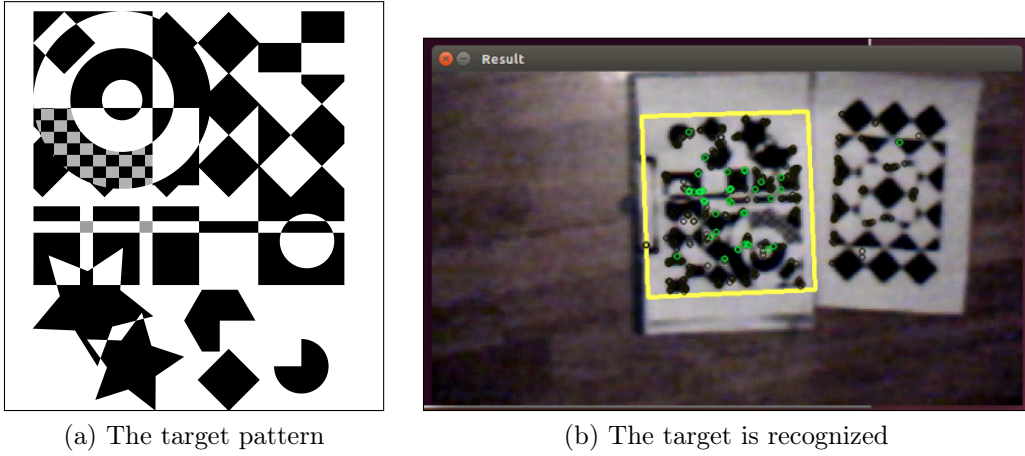 Result
(a) The target pattern
(b) The target is recognized